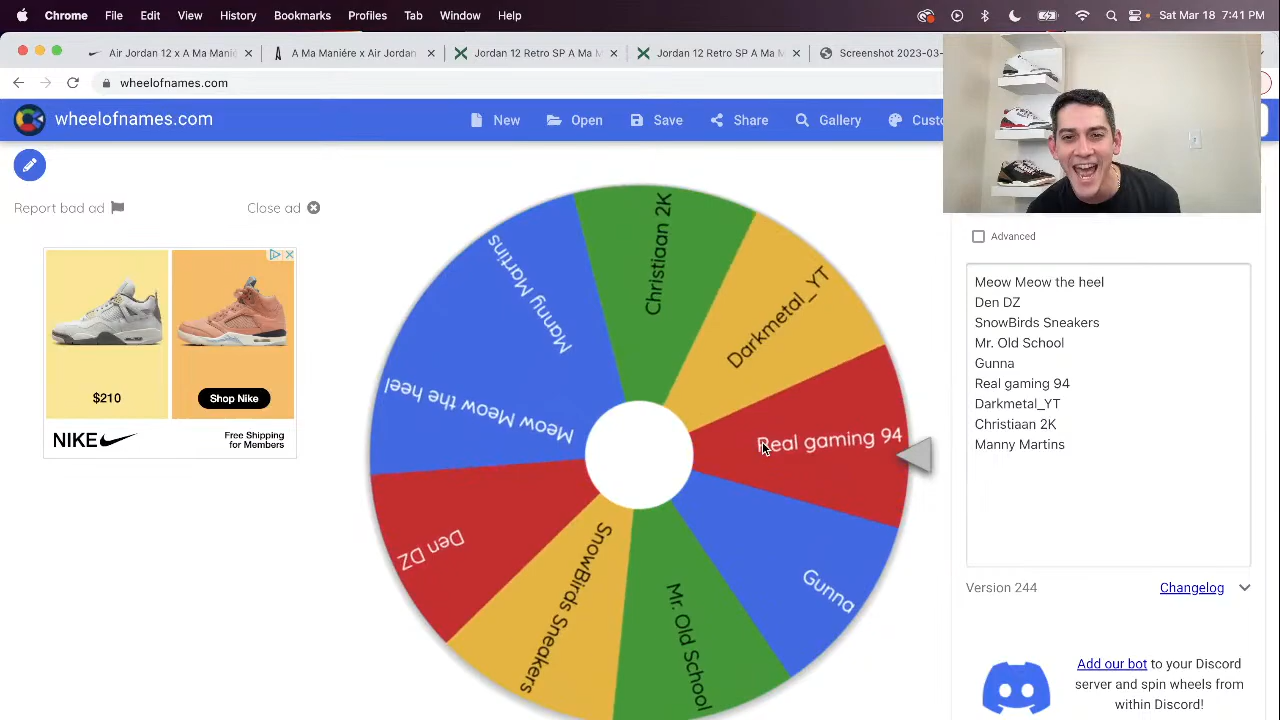 Chrome File Edit View History Bookmarks Profiles Tab Window Help Sat Mar 18 7:41 PM
Air Jordan 12 x A Ma Manié
A Ma Maniére x Air Jordan
Jordan 12 Retro SP A Ma M
Jordan 12 Retro SP A Ma M
Screenshot 2023-03-
wheelofnames.com
wheelofnames.com New Open Save Share Gallery Custo
Report bad ad Close ad
$210
Shop Nike
NIKE
Free Shipping
for Members
Christiaan 2K
Darkmetal_YT
Real gaming 94
Gunna
Mr. Old School
SnowBirds Sneakers
Den DZ
Meow Meow the heel
Manny Martins
Advanced
Meow Meow the heel
Den DZ
SnowBirds Sneakers
Mr. Old School
Gunna
Real gaming 94
Darkmetal_YT
Christiaan 2K
Manny Martins
Version 244 Changelog
Add our bot to your Discord
server and spin wheels from
within Discord!